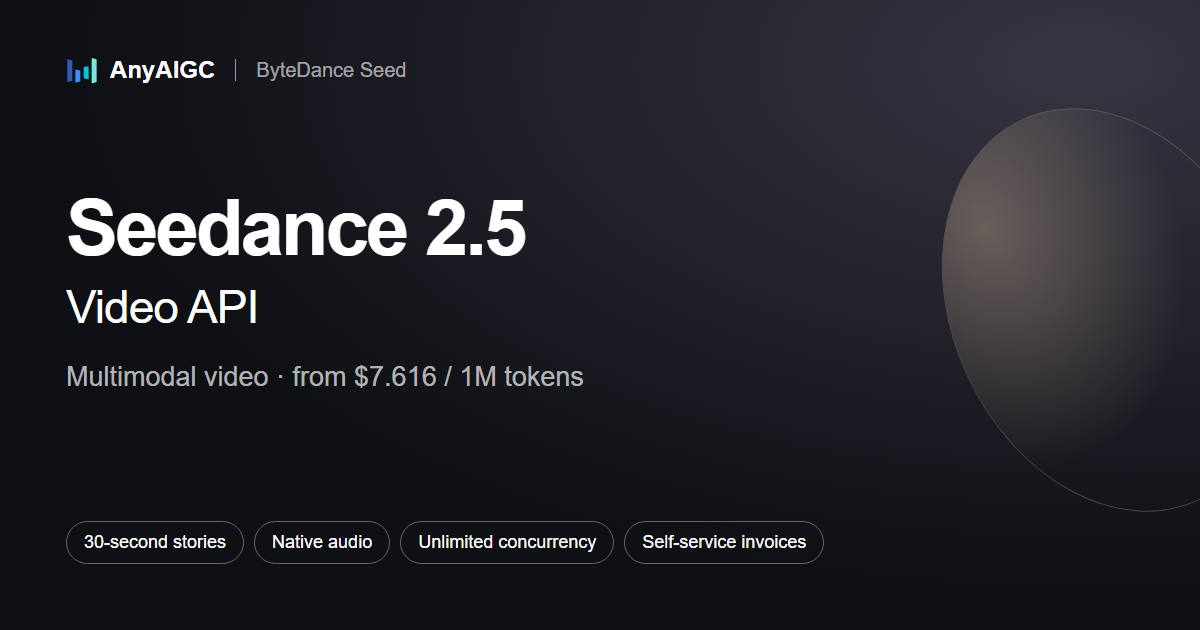 AnyAIGC | ByteDance Seed
Seedance 2.5
Video API
Multimodal video · from $7.616 / 1M tokens
30-second stories
Native audio
Unlimited concurrency
Self-service invoices